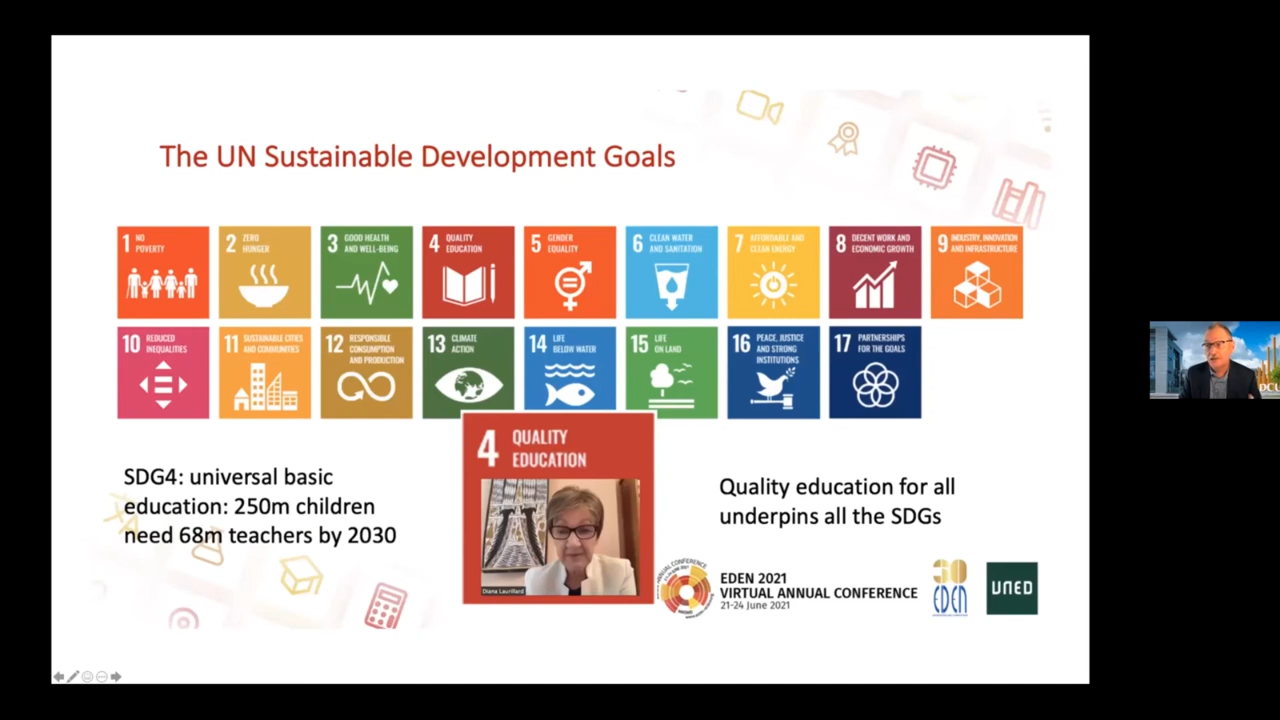 The UN Sustainable Development Goals
1 NO
POVERTY
2 ZERO
HUNGER
3 GOOD HEALTH
AND WELL-BEING
4 QUALITY
EDUCATION
5 GENDER
EQUALITY
6 CLEAN WATER
AND SANITATION
7 AFFORDABLE AND
CLEAN ENERGY
8 DECENT WORK AND
ECONOMIC GROWTH
9 INDUSTRY, INNOVATION
AND INFRASTRUCTURE
10 REDUCED
INEQUALITIES
11 SUSTAINABLE CITIES
AND COMMUNITIES
12 RESPONSIBLE
CONSUMPTION
AND PRODUCTION
13 CLIMATE
ACTION
14 LIFE
BELOW WATER
15 LIFE
ON LAND
16 PEACE, JUSTICE
AND STRONG
INSTITUTIONS
17 PARTNERSHIPS
FOR THE GOALS
4 QUALITY
EDUCATION
Diana Laurillard
SDG4: universal basic
education: 250m children
need 68m teachers by 2030
Quality education for all
underpins all the SDGs
EDEN 2021
VIRTUAL ANNUAL CONFERENCE
21-24 June 2021
30
EDEN
UNED
DCU